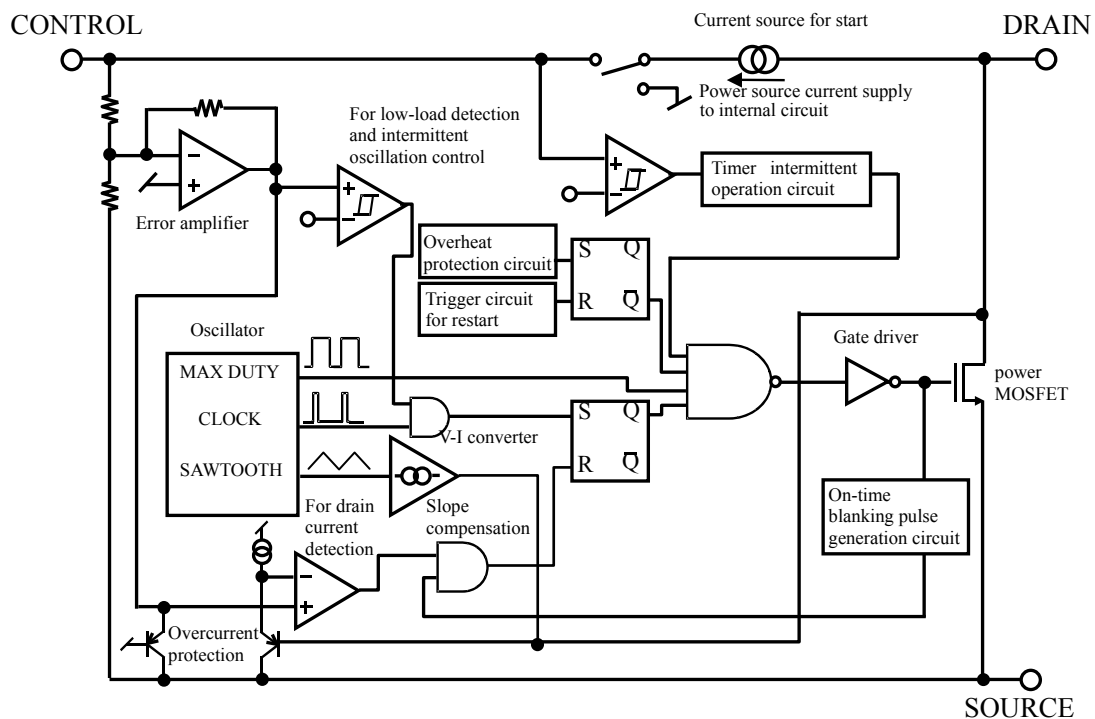 CONTROL
Current source for start
DRAIN
Power source current supply
to internal circuit
For low-load detection
and intermittent
oscillation control
−
+
Error amplifier
+
−
+
−
Timer intermittent
operation circuit
Overheat
protection circuit
S Q
Trigger circuit
for restart
R Q̅
Oscillator
MAX DUTY
CLOCK
SAWTOOTH
Gate driver
power
MOSFET
S Q
V-I converter
R Q̅
Slope
compensation
For drain
current
detection
−
+
On-time
blanking pulse
generation circuit
Overcurrent
protection
SOURCE